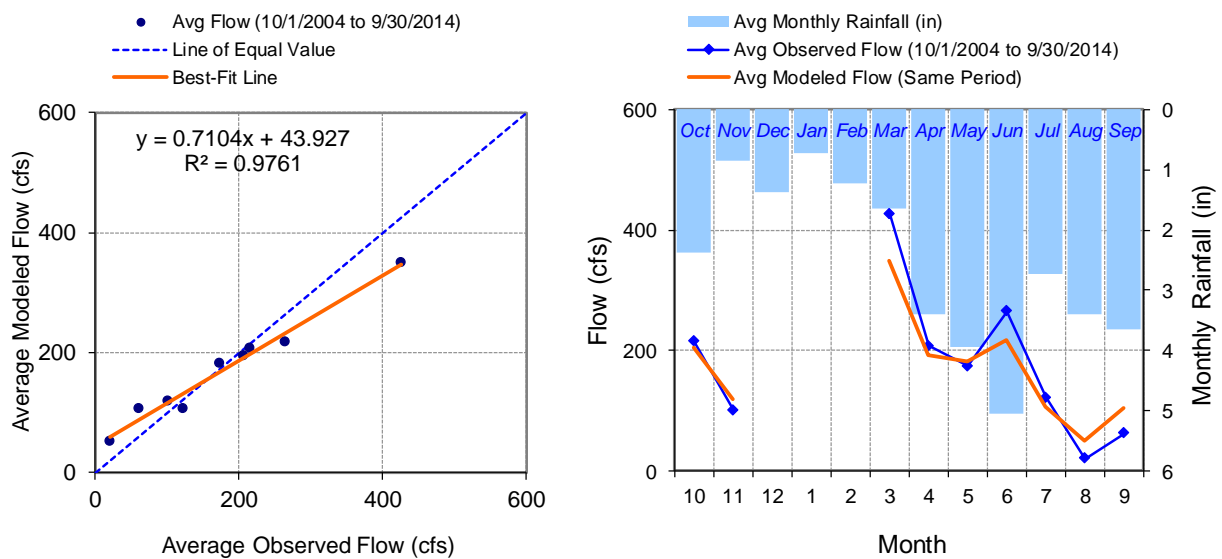 Avg Flow (10/1/2004 to 9/30/2014)
Line of Equal Value
Best-Fit Line
y = 0.7104x + 43.927
R² = 0.9761
Average Modeled Flow (cfs)
600
400
200
0
0 200 400 600
Average Observed Flow (cfs)
Avg Monthly Rainfall (in)
Avg Observed Flow (10/1/2004 to 9/30/2014)
Avg Modeled Flow (Same Period)
Oct Nov Dec Jan Feb Mar Apr May Jun Jul Aug Sep
Flow (cfs)
600
400
200
0
0
1
2
3
4
5
6
Monthly Rainfall (in)
10 11 12 1 2 3 4 5 6 7 8 9
Month